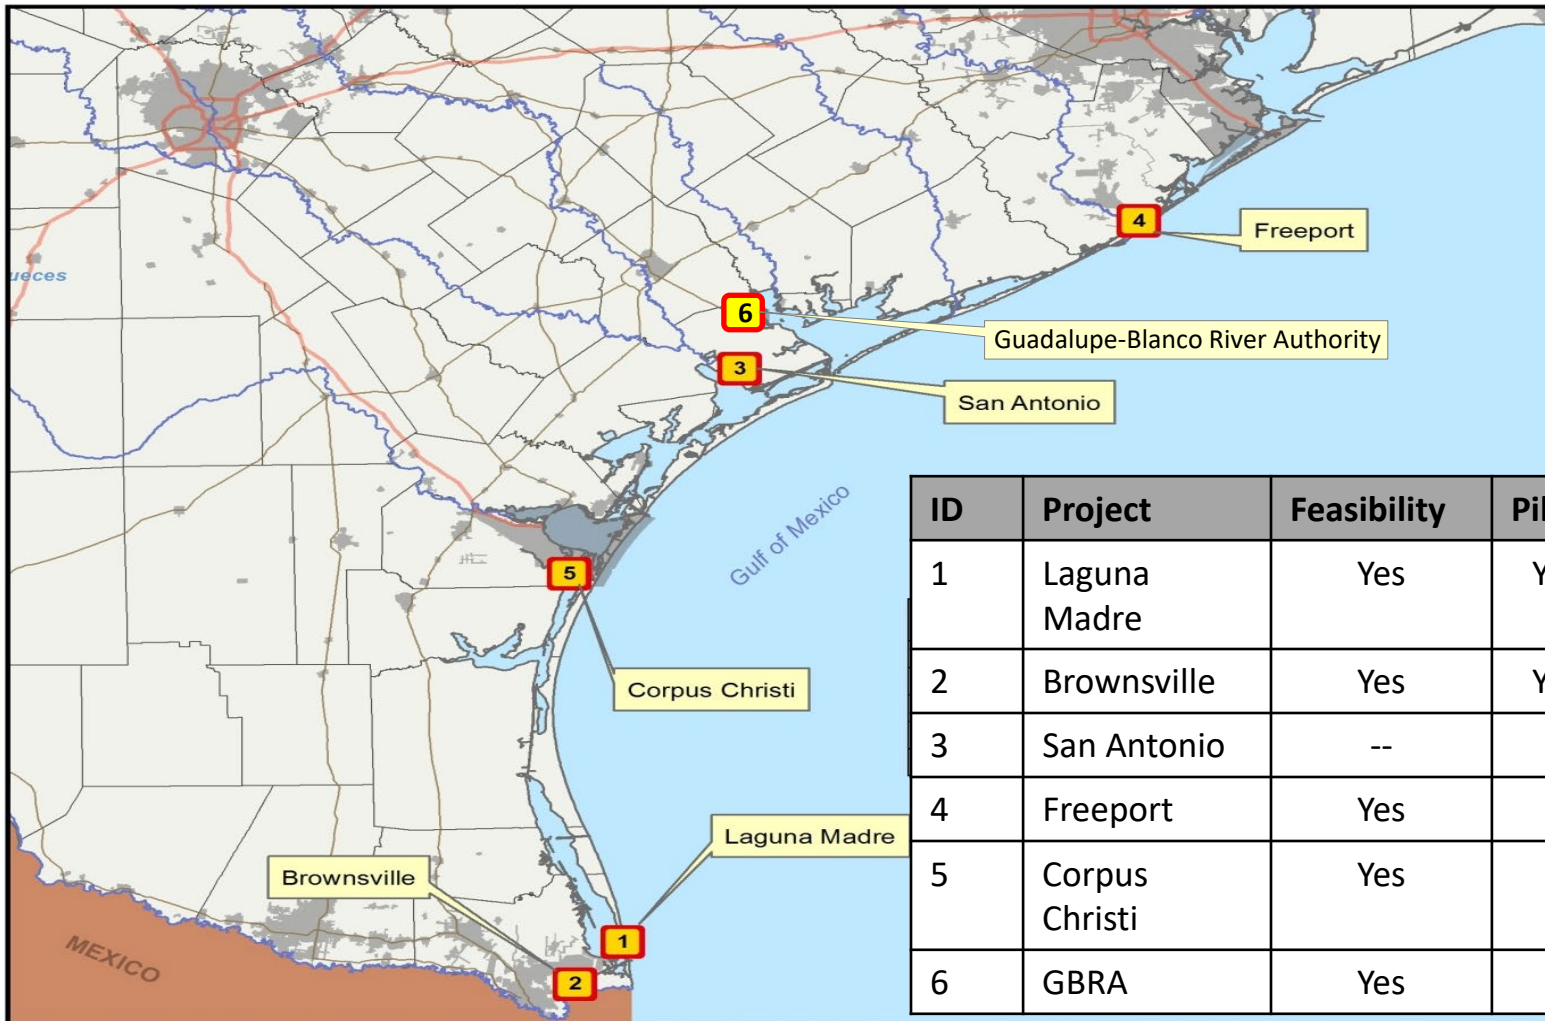 ueces
4
Freeport
6
Guadalupe-Blanco River Authority
3
San Antonio
Gulf of Mexico
5
Corpus Christi
Laguna Madre
Brownsville
1
2
MEXICO
ID Project Feasibility Pil
1 Laguna Yes Y
Madre
2 Brownsville Yes Y
3 San Antonio --
4 Freeport Yes
5 Corpus Yes
Christi
6 GBRA Yes